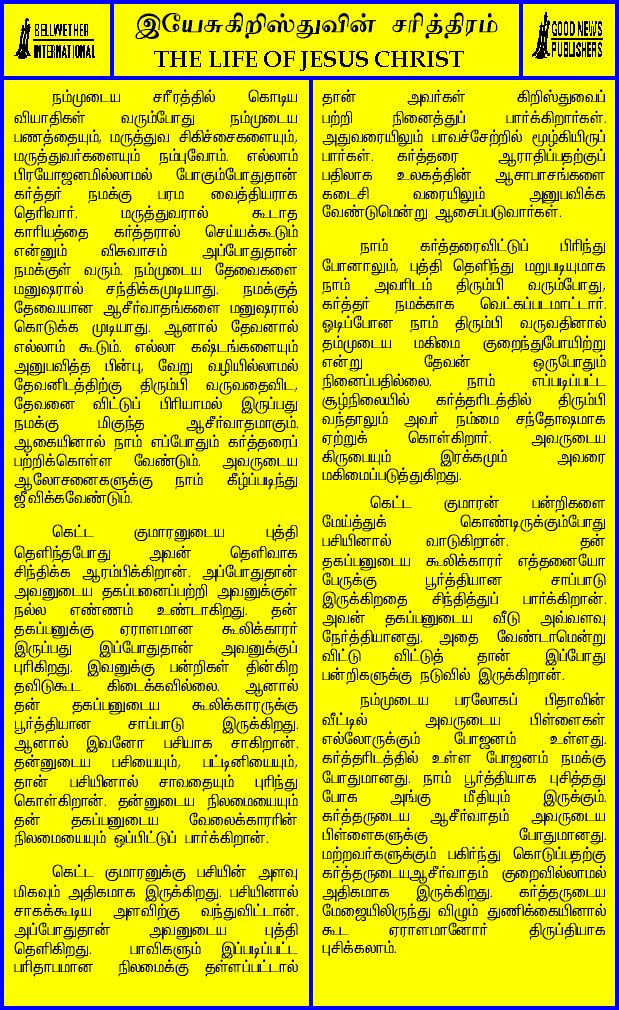 BELLWETHER
INTERNATIONAL
இயேசுகிறிஸ்துவின் சரித்திரம்
THE LIFE OF JESUS CHRIST
GOOD NEWS
PUBLISHERS
நம்முடைய சரீரத்தில் கொடிய
வியாதிகள் வரும்போது நம்முடைய
பணத்தையும், மருத்துவ சிகிச்சைகளையும்,
மருத்துவர்களையும் நம்புவோம். எல்லாம்
பிரயோஜனமில்லாமல் போகும்போதுதான்
கர்த்தர் நமக்கு பரம வைத்தியராக
தெரிவார். மருத்துவரால் கூடாத
காரியத்தை கர்த்தரால் செய்யக்கூடும்
என்னும் விசுவாசம் அப்போதுதான்
நமக்குள் வரும். நம்முடைய தேவைகளை
மனுஷரால் சந்திக்கமுடியாது. நமக்குத்
தேவையான ஆசீர்வாதங்களை மனுஷரால்
கொடுக்க முடியாது. ஆனால் தேவனால்
எல்லாம் கூடும். எல்லா கஷ்டங்களையும்
அனுபவித்த பின்பு, வேறு வழியில்லாமல்
தேவனிடத்திற்கு திரும்பி வருவதைவிட,
தேவனை விட்டுப் பிரியாமல் இருப்பது
நமக்கு மிகுந்த ஆசீர்வாதமாகும்.
ஆகையினால் நாம் எப்போதும் கர்த்தரைப்
பற்றிக்கொள்ள வேண்டும். அவருடைய
ஆலோசனைகளுக்கு நாம் கீழ்ப்படிந்து
ஜீவிக்கவேண்டும்.
கெட்ட குமாரனுடைய புத்தி
தெளிந்தபோது அவன் தெளிவாக
சிந்திக்க ஆரம்பிக்கிறான். அப்போதுதான்
அவனுடைய தகப்பனைப்பற்றி அவனுக்குள்
நல்ல எண்ணம் உண்டாகிறது. தன்
தகப்பனுக்கு ஏராளமான கூலிக்காரர்
இருப்பது இப்போதுதான் அவனுக்குப்
புரிகிறது. இவனுக்கு பன்றிகள் தின்கிற
தவிடுகூட கிடைக்கவில்லை. ஆனால்
தன் தகப்பனுடைய கூலிக்காரருக்கு
பூர்த்தியான சாப்பாடு இருக்கிறது.
ஆனால் இவனோ பசியாக சாகிறான்.
தன்னுடைய பசியையும், பட்டினியையும்,
தான் பசியினால் சாவதையும் புரிந்து
கொள்கிறான். தன்னுடைய நிலமையையும்
தன் தகப்பனுடைய வேலைக்காரரின்
நிலமையையும் ஒப்பிட்டுப் பார்க்கிறான்.
கெட்ட குமாரனுக்கு பசியின் அளவு
மிகவும் அதிகமாக இருக்கிறது. பசியினால்
சாகக்கூடிய அளவிற்கு வந்துவிட்டான்.
அப்போதுதான் அவனுடைய புத்தி
தெளிகிறது. பாவிகளும் இப்படிப்பட்ட
பரிதாபமான நிலமைக்கு தள்ளப்பட்டால்
தான் அவர்கள் கிறிஸ்துவைப்
பற்றி நினைத்துப் பார்க்கிறார்கள்.
அதுவரையிலும் பாவச்சேற்றில் மூழ்கியிருப்
பார்கள். கர்த்தரை ஆராதிப்பதற்குப்
பதிலாக உலகத்தின் ஆசாபாசங்களை
கடைசி வரையிலும் அனுபவிக்க
வேண்டுமென்று ஆசைப்படுவார்கள்.
நாம் கர்த்தரைவிட்டுப் பிரிந்து
போனாலும், புத்தி தெளிந்து மறுபடியுமாக
நாம் அவரிடம் திரும்பி வரும்போது,
கர்த்தர் நமக்காக வெட்கப்படமாட்டார்.
ஓடிப்போன நாம் திரும்பி வருவதினால்
தம்முடைய மகிமை குறைந்துபோயிற்று
என்று தேவன் ஒருபோதும்
நினைப்பதில்லை. நாம் எப்படிப்பட்ட
சூழ்நிலையில் கர்த்தரிடத்தில் திரும்பி
வந்தாலும் அவர் நம்மை சந்தோஷமாக
ஏற்றுக் கொள்கிறார். அவருடைய
கிருபையும் இரக்கமும் அவரை
மகிமைப்படுத்துகிறது.
கெட்ட குமாரன் பன்றிகளை
மேய்த்துக் கொண்டிருக்கும்போது
பசியினால் வாடுகிறான். தன்
தகப்பனுடைய கூலிக்காரர் எத்தனையோ
பேருக்கு பூர்த்தியான சாப்பாடு
இருக்கிறதை சிந்தித்துப் பார்க்கிறான்.
அவன் தகப்பனுடைய வீடு அவ்வளவு
நேர்த்தியானது. அதை வேண்டாமென்று
விட்டு விட்டுத் தான் இப்போது
பன்றிகளுக்கு நடுவில் இருக்கிறான்.
நம்முடைய பரலோகப் பிதாவின்
வீட்டில் அவருடைய பிள்ளைகள்
எல்லோருக்கும் போஜனம் உள்ளது.
கர்த்தரிடத்தில் உள்ள போஜனம் நமக்கு
போதுமானது. நாம் பூர்த்தியாக புசித்தது
போக அங்கு மீதியும் இருக்கும்.
கர்த்தருடைய ஆசீர்வாதம் அவருடைய
பிள்ளைகளுக்கு போதுமானது.
மற்றவர்களுக்கும் பகிர்ந்து கொடுப்பதற்கு
கர்த்தருடையஆசீர்வாதம் குறைவில்லாமல்
அதிகமாக இருக்கிறது. கர்த்தருடைய
மேஜையிலிருந்து விழும் துணிக்கையினால்
கூட ஏராளமானோர் திருப்தியாக
புசிக்கலாம்.